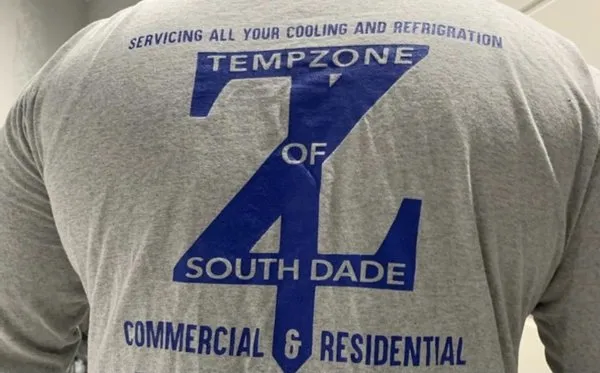 SERVICING ALL YOUR COOLING AND REFRIGRATION
TEMPZONE
OF
SOUTH DADE
COMMERCIAL & RESIDENTIAL